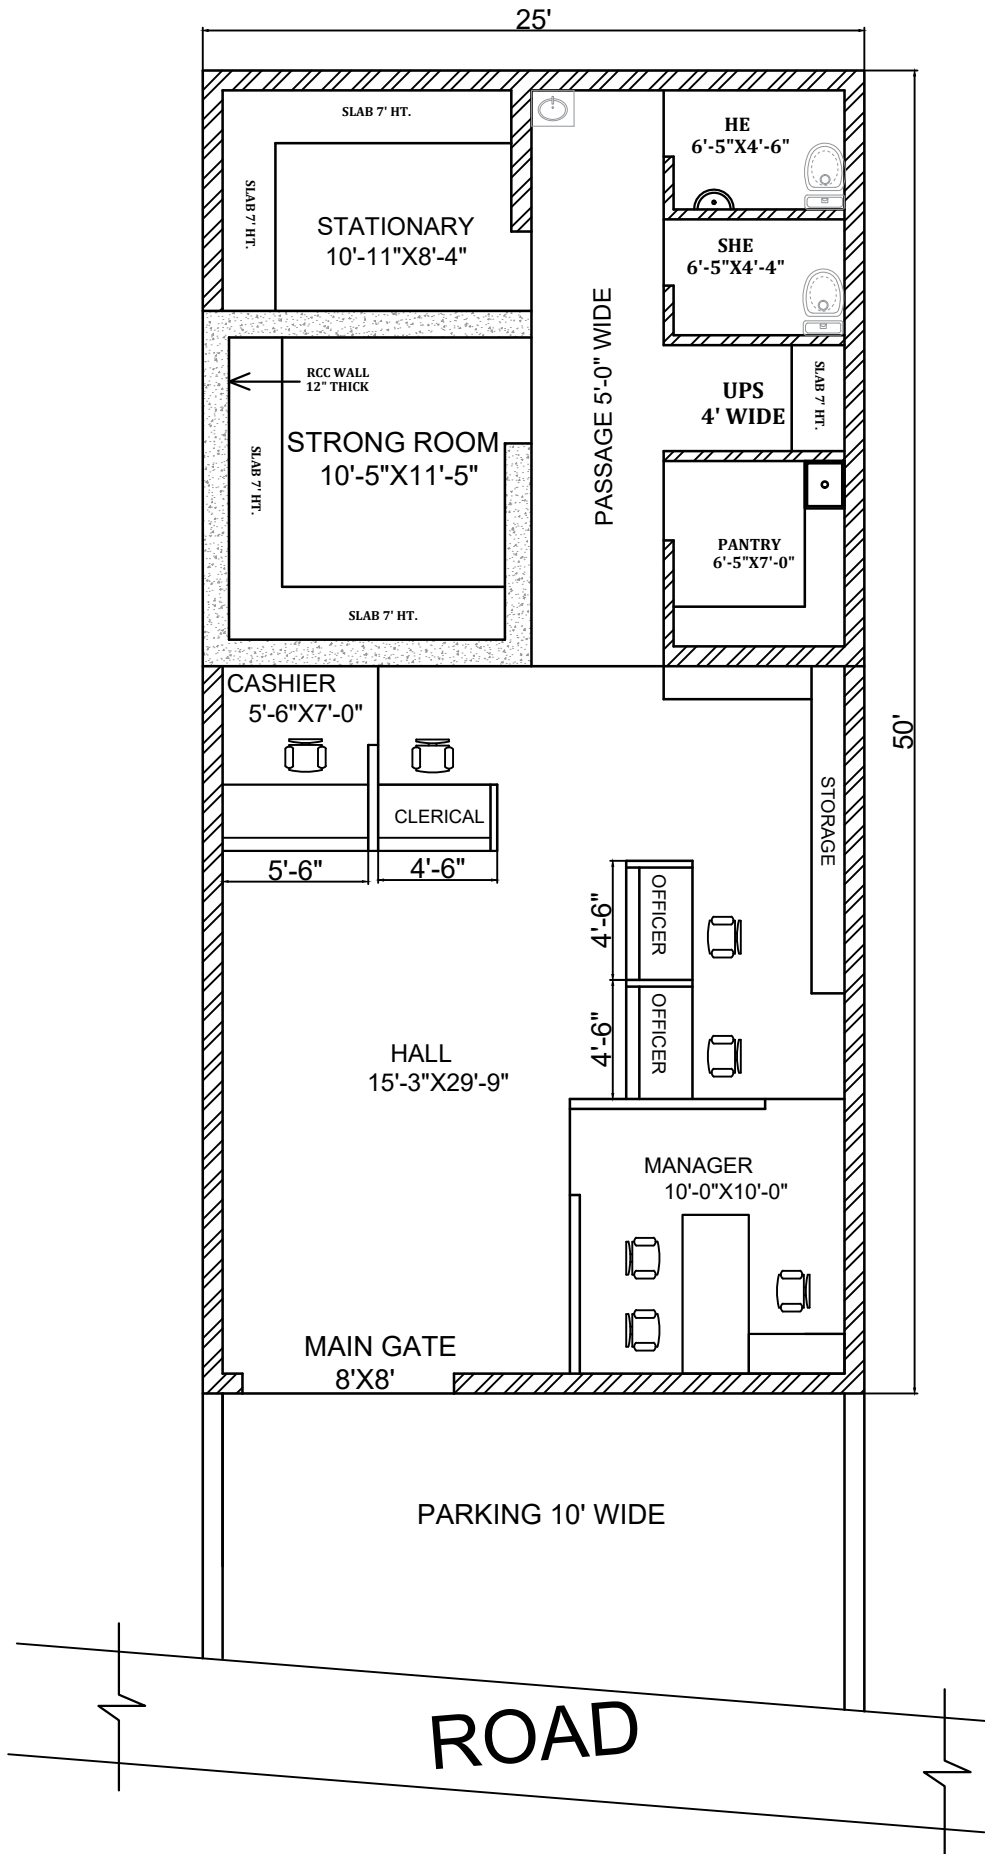 25'
SLAB 7' HT.
SLAB 7' HT.
STATIONARY
10'-11"X8'-4"
HE
6'-5"X4'-6"
SHE
6'-5"X4'-4"
PASSAGE 5'-0" WIDE
RCC WALL
12" THICK
UPS
4' WIDE
SLAB 7' HT.
STRONG ROOM
10'-5"X11'-5"
SLAB 7' HT.
PANTRY
6'-5"X7'-0"
SLAB 7' HT.
CASHIER
5'-6"X7'-0"
50'
CLERICAL
STORAGE
5'-6"
4'-6"
4'-6"
OFFICER
4'-6"
OFFICER
HALL
15'-3"X29'-9"
MANAGER
10'-0"X10'-0"
MAIN GATE
8'X8'
PARKING 10' WIDE
ROAD